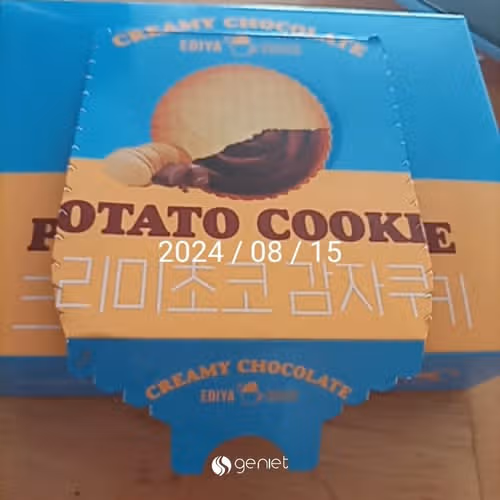 CREAMY CHOCOLATE
EDIYA
POTATO COOKIE
2024 / 08 / 15
크리미초코 감자쿠키
CREAMY CHOCOLATE
EDIYA
geniet